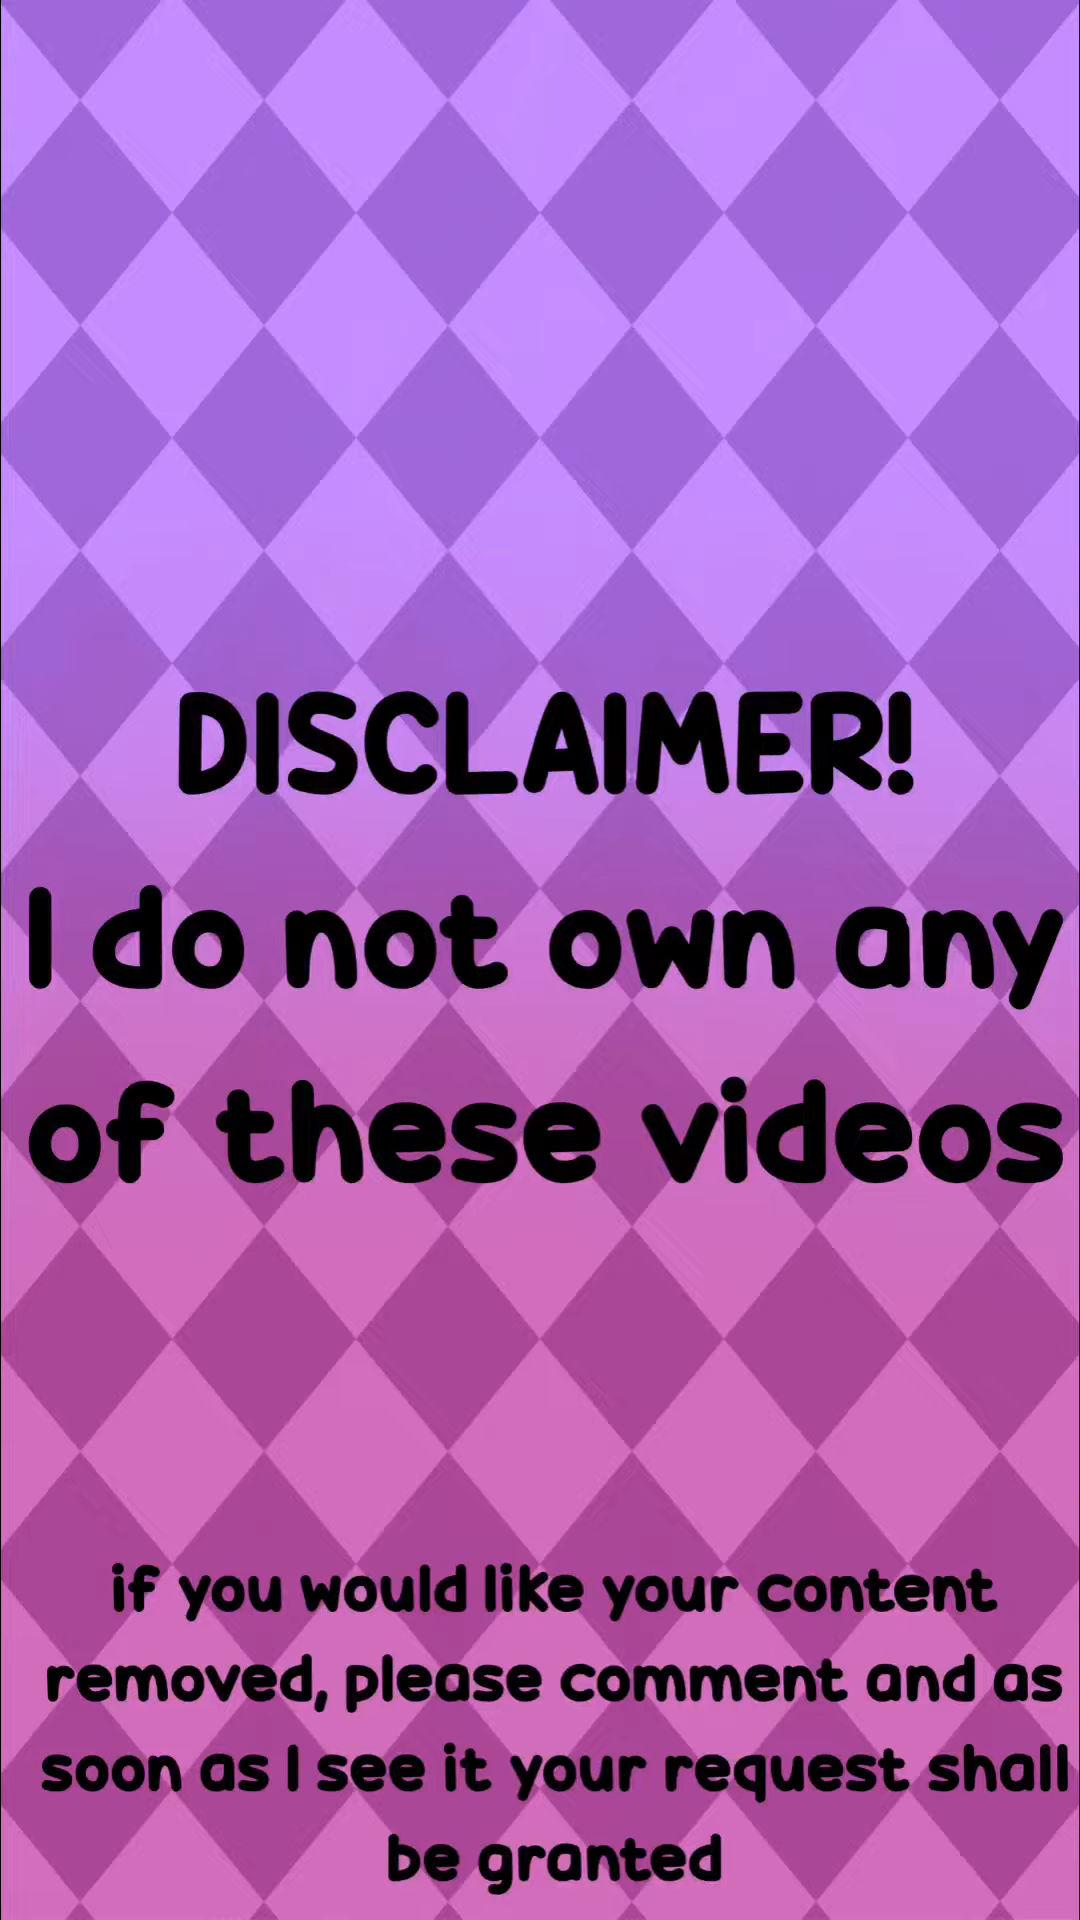 DISCLAIMER!
I do not own any
of these videos
if you would like your content
removed, please comment and as
soon as I see it your request shall
be granted